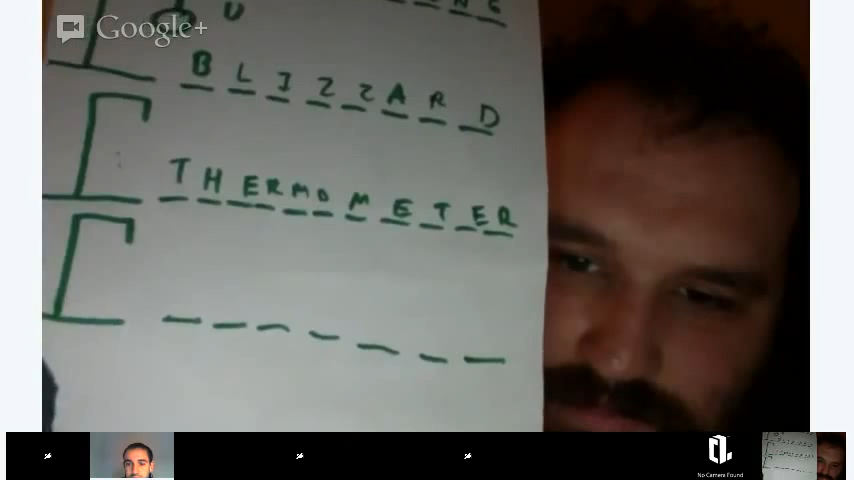 Google+
U
BLIZZARD
THERMOMETER
No Camera Found